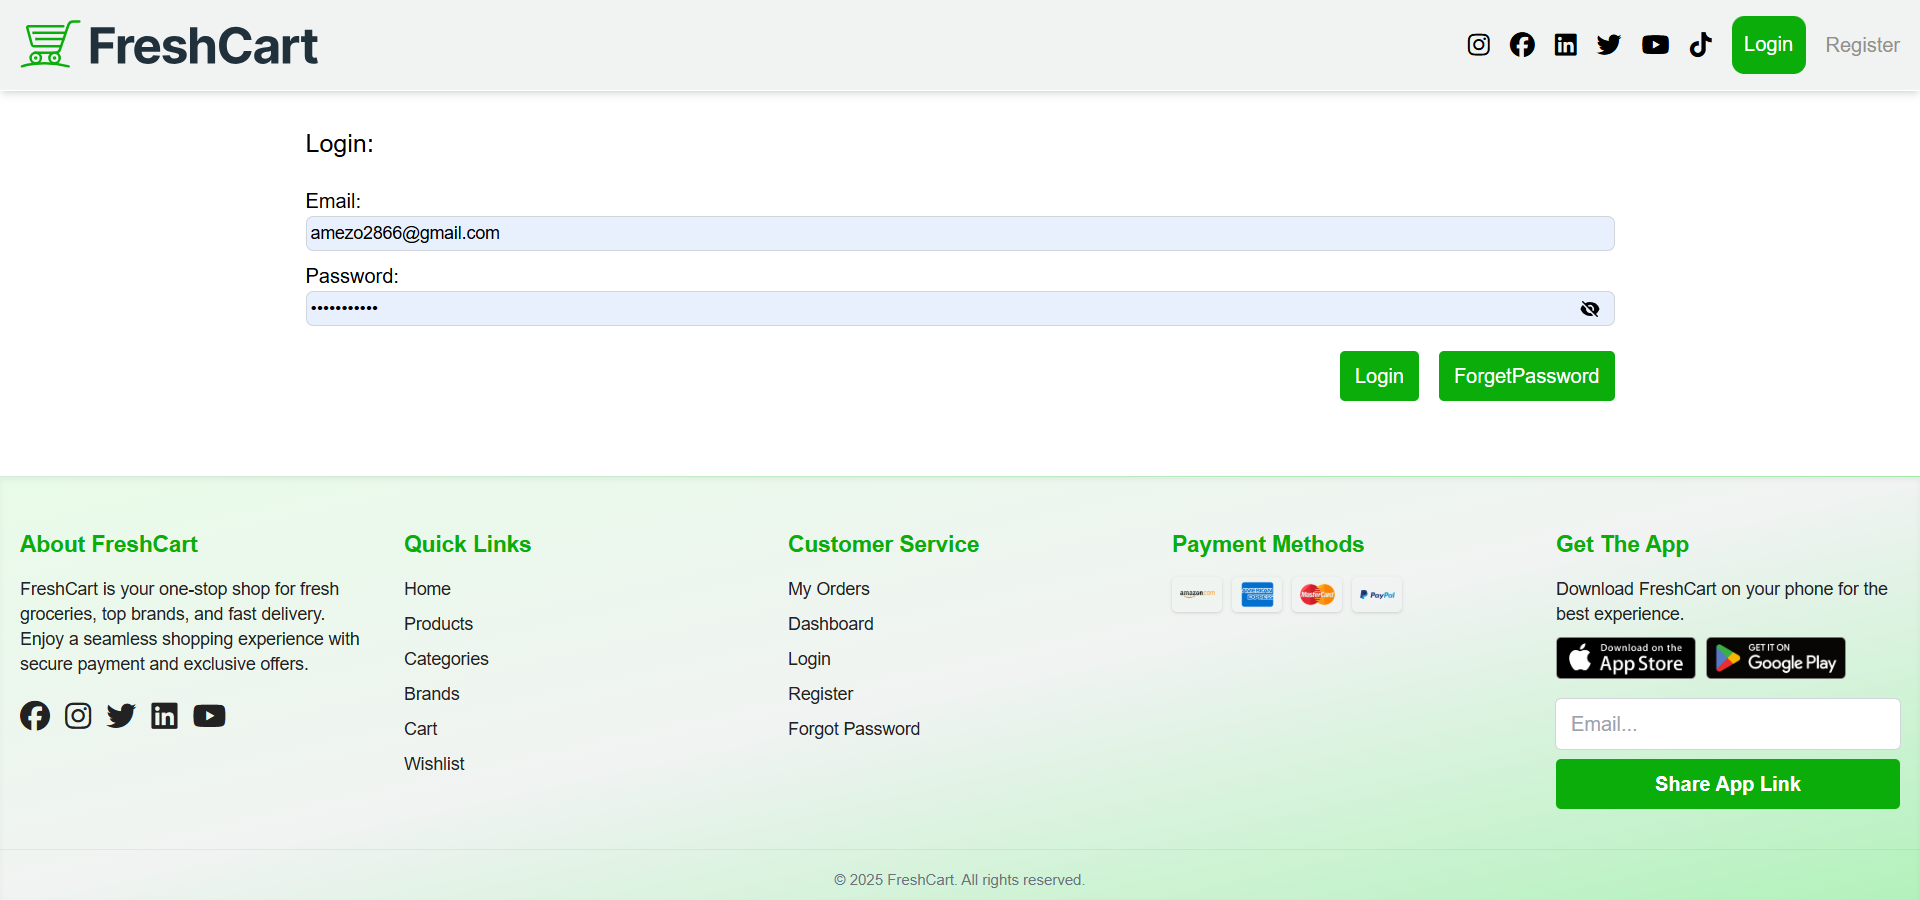 FreshCart
Login
Register
Login:
Email:
amezo2866@gmail.com
Password:
•••••••••••
Login
ForgetPassword
About FreshCart
FreshCart is your one-stop shop for fresh
groceries, top brands, and fast delivery.
Enjoy a seamless shopping experience with
secure payment and exclusive offers.
Quick Links
Home
Products
Categories
Brands
Cart
Wishlist
Customer Service
My Orders
Dashboard
Login
Register
Forgot Password
Payment Methods
amazon.com
AMERICAN
EXPRESS
MasterCard
PayPal
Get The App
Download FreshCart on your phone for the
best experience.
Download on the
App Store
GET IT ON
Google Play
Email...
Share App Link
© 2025 FreshCart. All rights reserved.